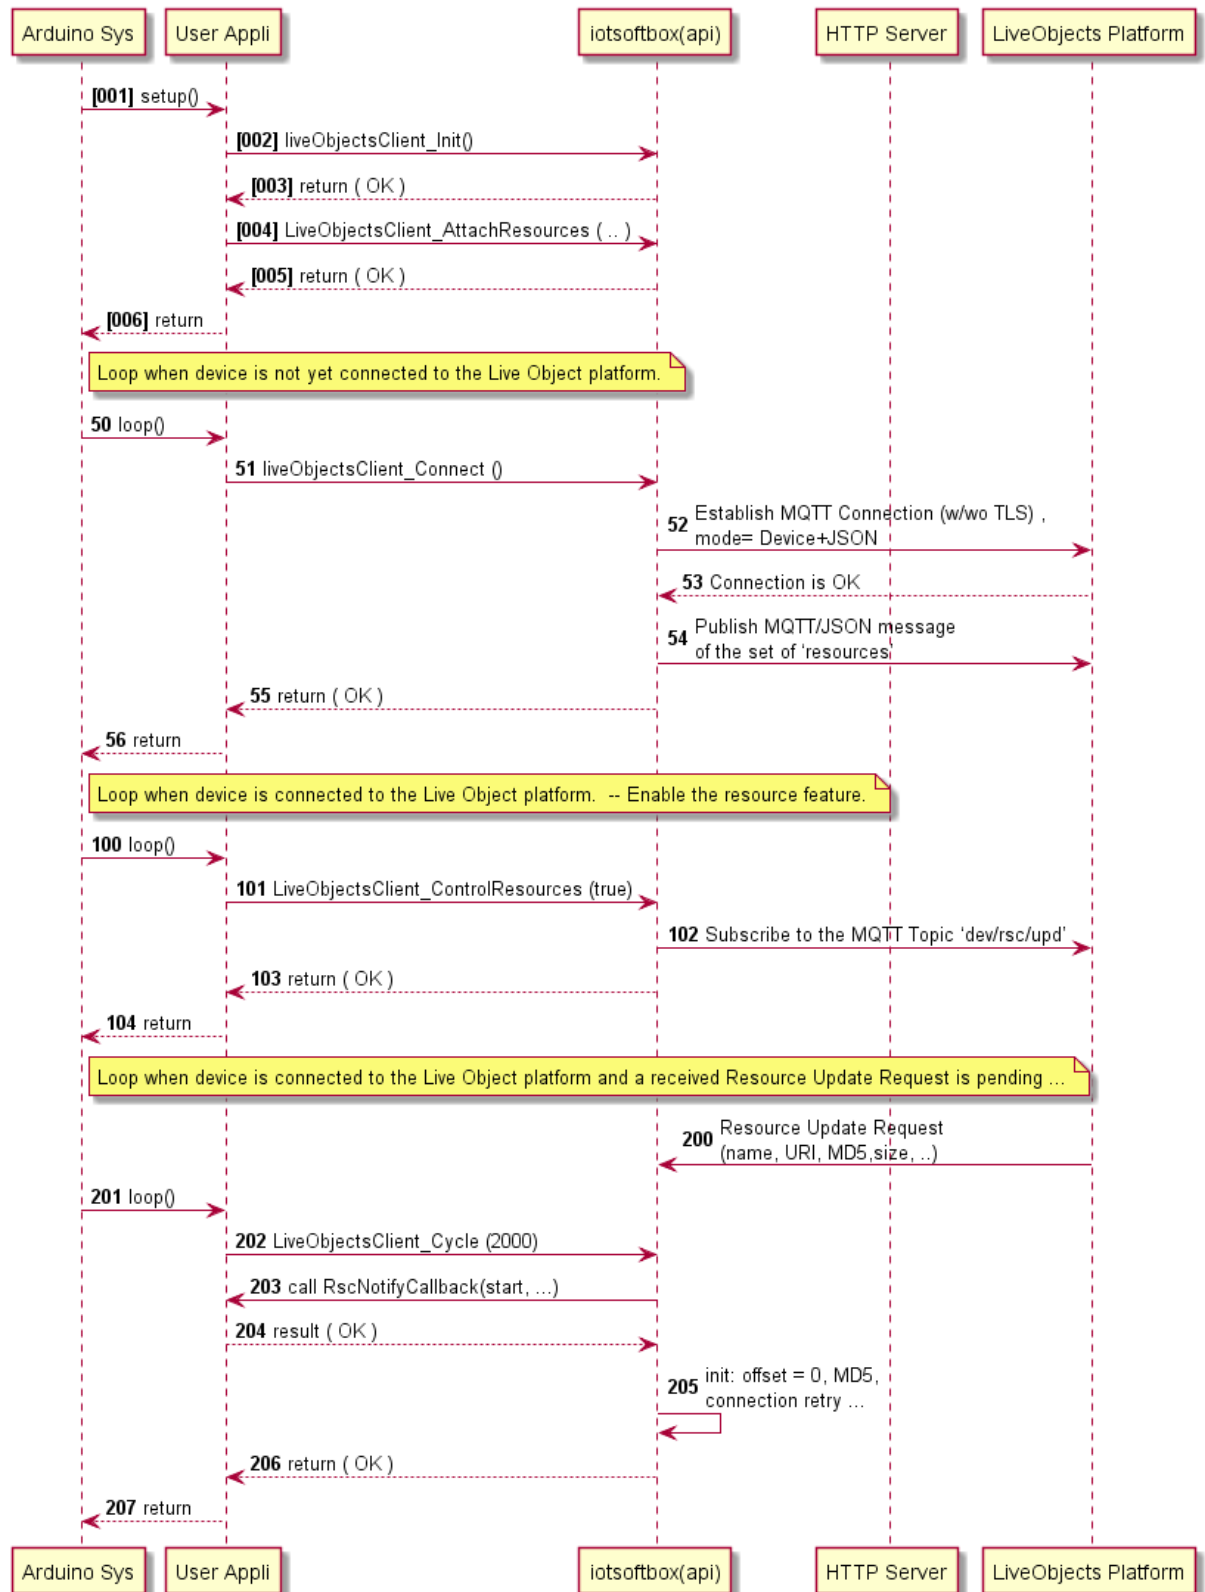 Arduino Sys
User Appli
iotsoftbox(api)
HTTP Server
LiveObjects Platform
[001] setup()
[002] liveObjectsClient_Init()
[003] return ( OK )
[004] LiveObjectsClient_AttachResources ( .. )
[005] return ( OK )
[006] return
Loop when device is not yet connected to the Live Object platform.
50 loop()
51 liveObjectsClient_Connect ()
52 Establish MQTT Connection (w/wo TLS) ,
mode= Device+JSON
53 Connection is OK
54 Publish MQTT/JSON message
of the set of ‘resources’
55 return ( OK )
56 return
Loop when device is connected to the Live Object platform.  -- Enable the resource feature.
100 loop()
101 LiveObjectsClient_ControlResources (true)
102 Subscribe to the MQTT Topic ‘dev/rsc/upd’
103 return ( OK )
104 return
Loop when device is connected to the Live Object platform and a received Resource Update Request is pending ...
200 Resource Update Request
(name, URI, MD5,size, ..)
201 loop()
202 LiveObjectsClient_Cycle (2000)
203 call RscNotifyCallback(start, ...)
204 result ( OK )
205 init: offset = 0, MD5,
connection retry ...
206 return ( OK )
207 return
Arduino Sys
User Appli
iotsoftbox(api)
HTTP Server
LiveObjects Platform